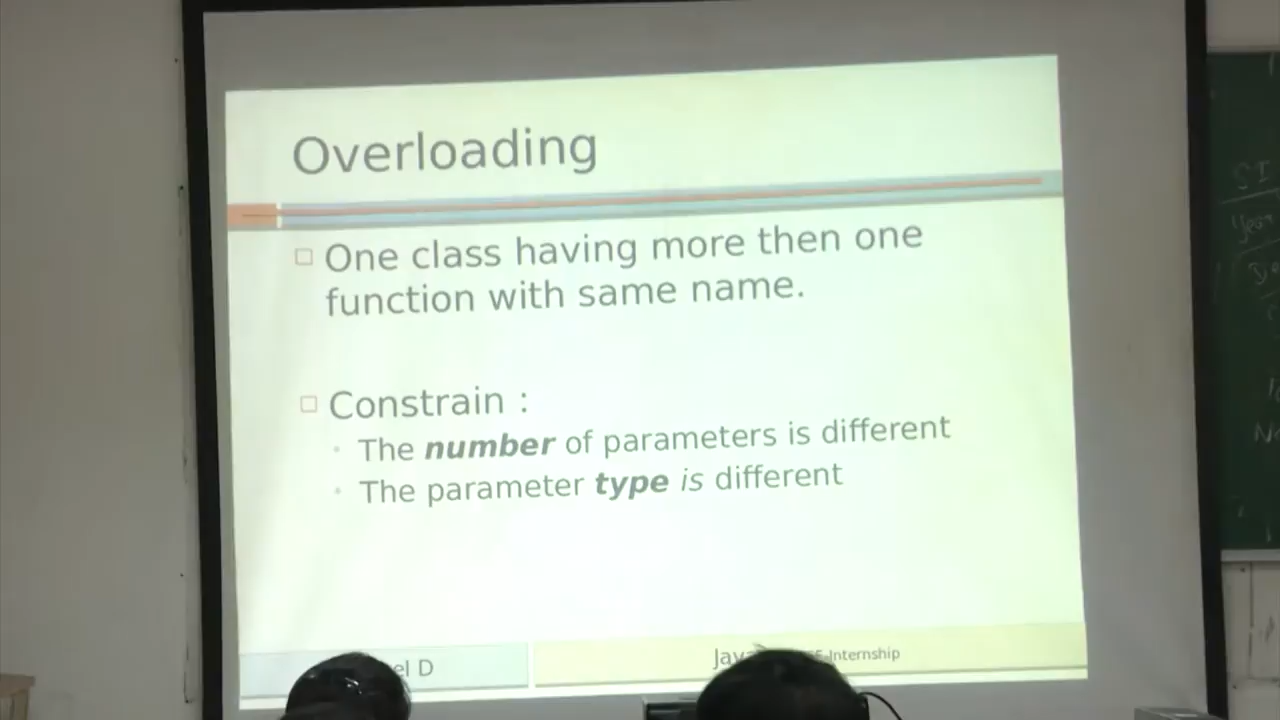 Overloading
One class having more then one
function with same name.
Constrain :
The number of parameters is different
The parameter type is different
D
Internship